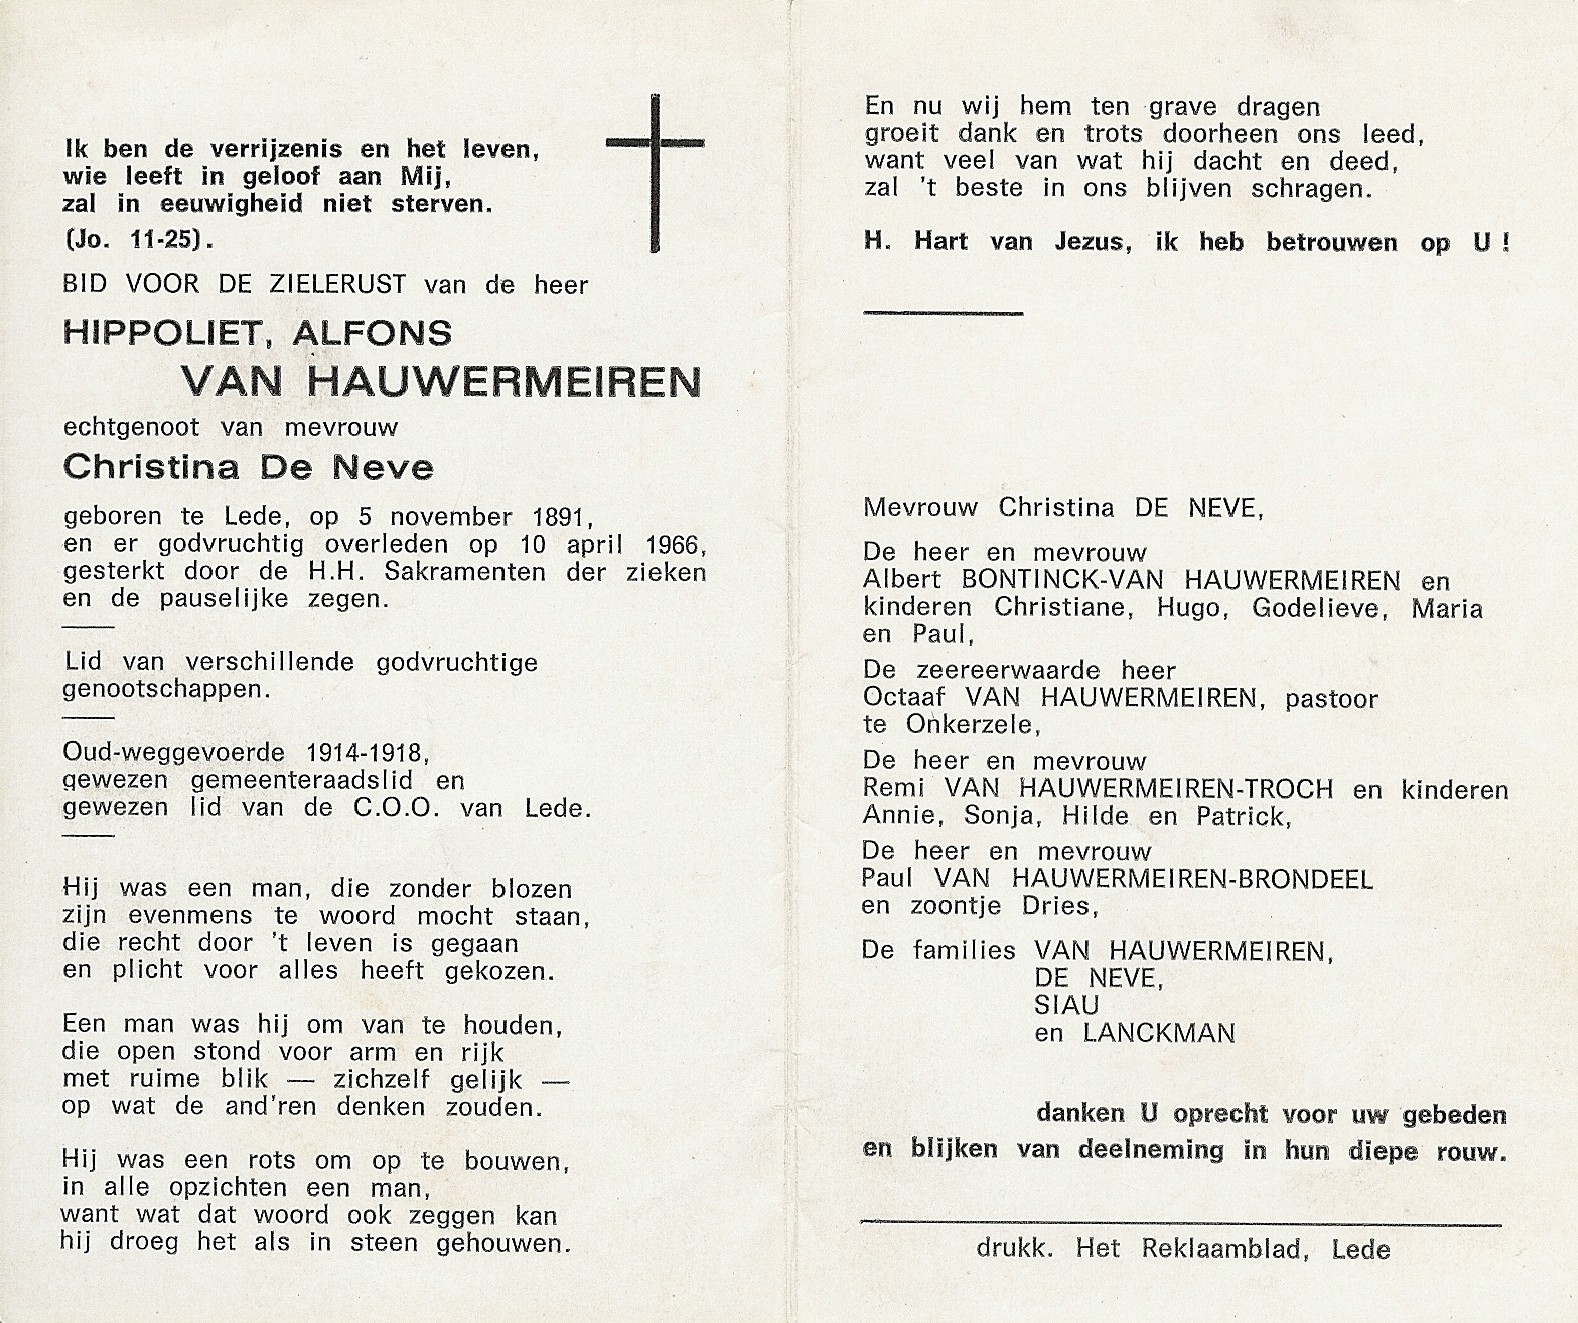 Ik ben de verrijzenis en het leven,
wie leeft in geloof aan Mij,
zal in eeuwigheid niet sterven.
(Jo. 11-25).
BID VOOR DE ZIELERUST van de heer
HIPPOLIET, ALFONS
VAN HAUWERMEIREN
echtgenoot van mevrouw
Christina De Neve
geboren te Lede, op 5 november 1891,
en er godvruchtig overleden op 10 april 1966,
gesterkt door de H.H. Sakramenten der zieken
en de pauselijke zegen.
Lid van verschillende godvruchtige
genootschappen.
Oud-weggevoerde 1914-1918,
gewezen gemeenteraadslid en
gewezen lid van de C.O.O. van Lede.
Hij was een man, die zonder blozen
zijn evenmens te woord mocht staan,
die recht door 't leven is gegaan
en plicht voor alles heeft gekozen.
Een man was hij om van te houden,
die open stond voor arm en rijk
met ruime blik — zichzelf gelijk —
op wat de and'ren denken zouden.
Hij was een rots om op te bouwen,
in alle opzichten een man,
want wat dat woord ook zeggen kan
hij droeg het als in steen gehouwen.
En nu wij hem ten grave dragen
groeit dank en trots doorheen ons leed,
want veel van wat hij dacht en deed,
zal 't beste in ons blijven schragen.
H. Hart van Jezus, ik heb betrouwen op U !
Mevrouw Christina DE NEVE,
De heer en mevrouw
Albert BONTINCK-VAN HAUWERMEIREN en
kinderen Christiane, Hugo, Godelieve, Maria
en Paul,
De zeereerwaarde heer
Octaaf VAN HAUWERMEIREN, pastoor
te Onkerzele,
De heer en mevrouw
Remi VAN HAUWERMEIREN-TROCH en kinderen
Annie, Sonja, Hilde en Patrick,
De heer en mevrouw
Paul VAN HAUWERMEIREN-BRONDEEL
en zoontje Dries,
De families VAN HAUWERMEIREN,
DE NEVE,
SIAU
en LANCKMAN
danken U oprecht voor uw gebeden
en blijken van deelneming in hun diepe rouw.
drukk. Het Reklaamblad, Lede